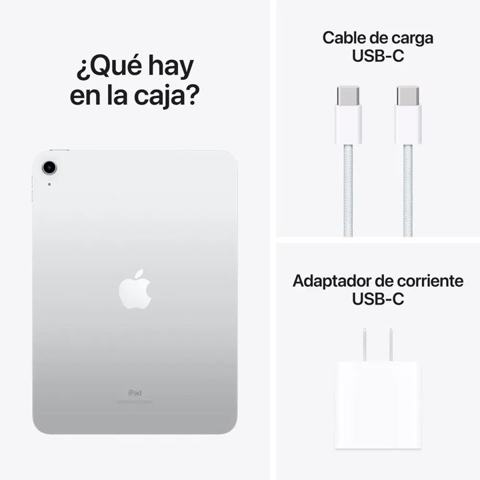 ¿Qué hay
en la caja?
Cable de carga
USB-C
Adaptador de corriente
USB-C
iPad